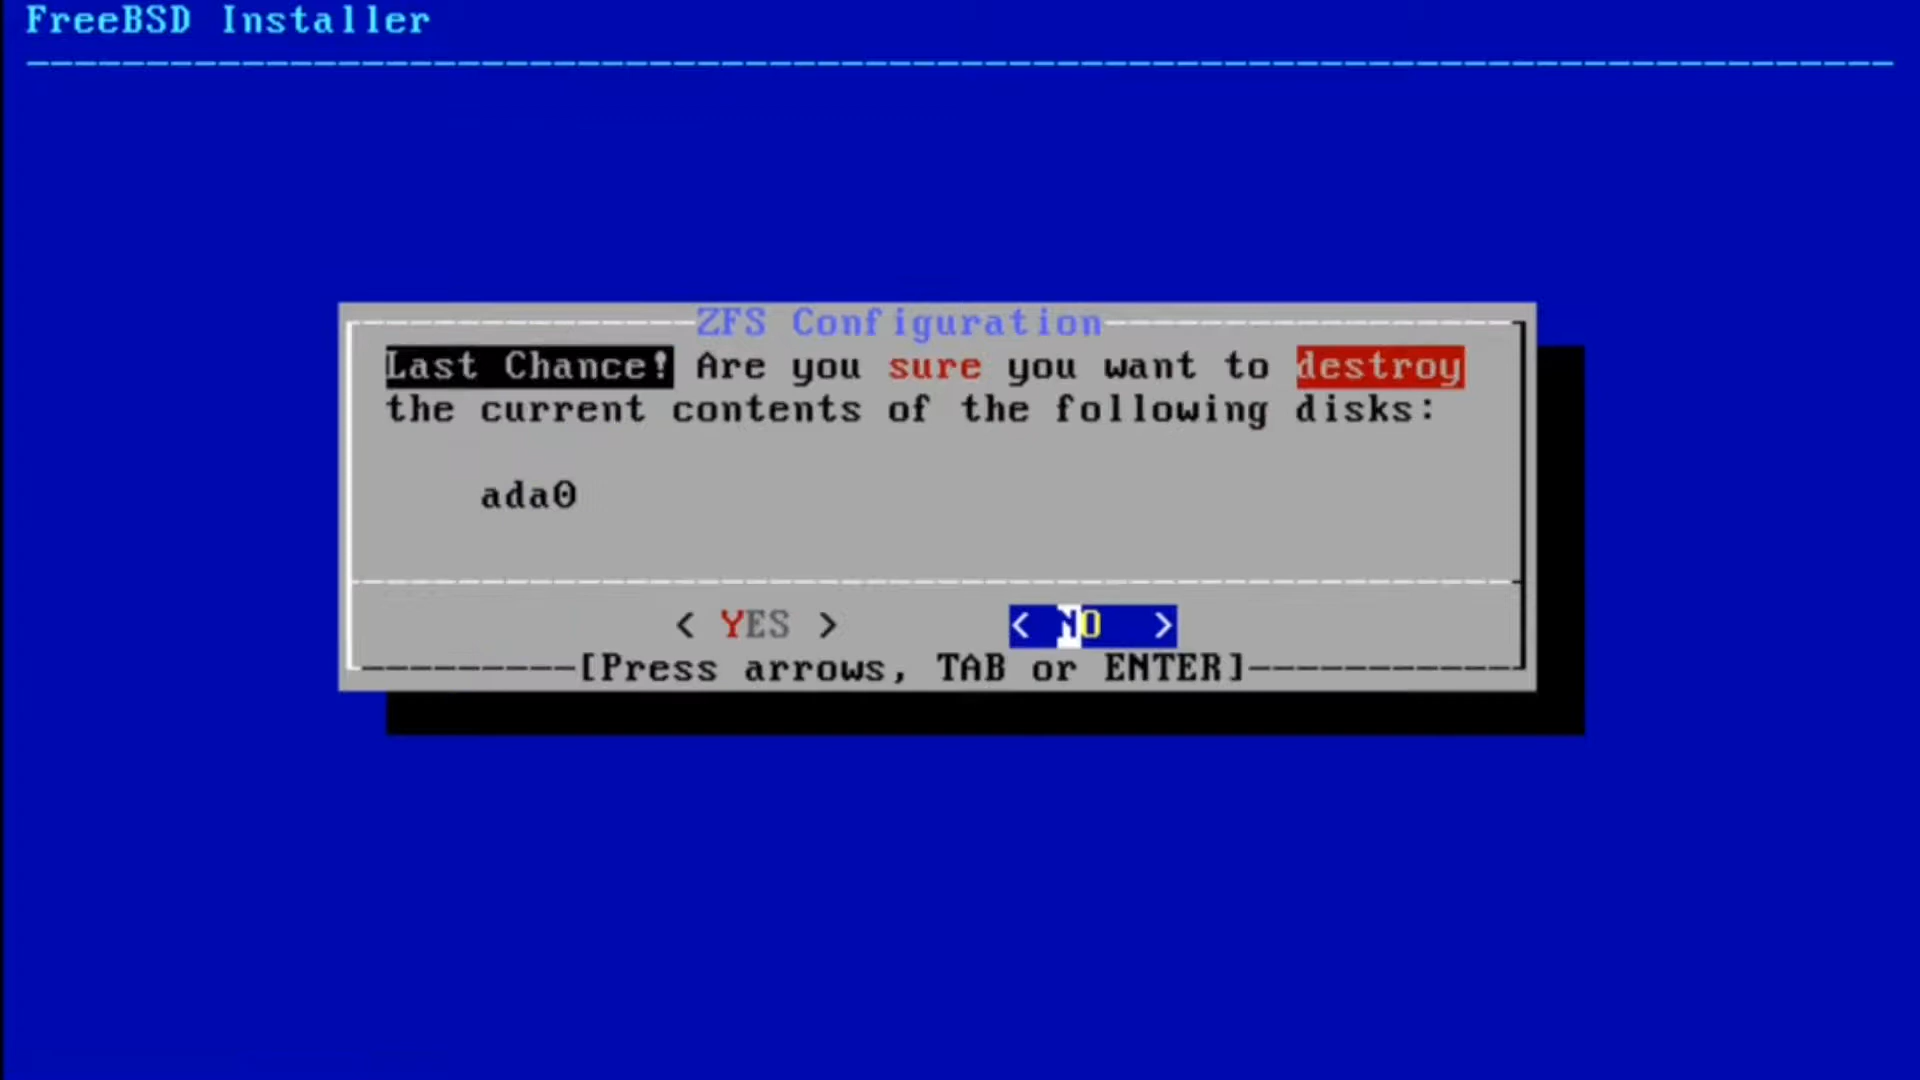 FreeBSD Installer
ZFS Configuration
Last Chance! Are you sure you want to destroy
the current contents of the following disks:
ada0
< YES > < NO >
[Press arrows, TAB or ENTER]